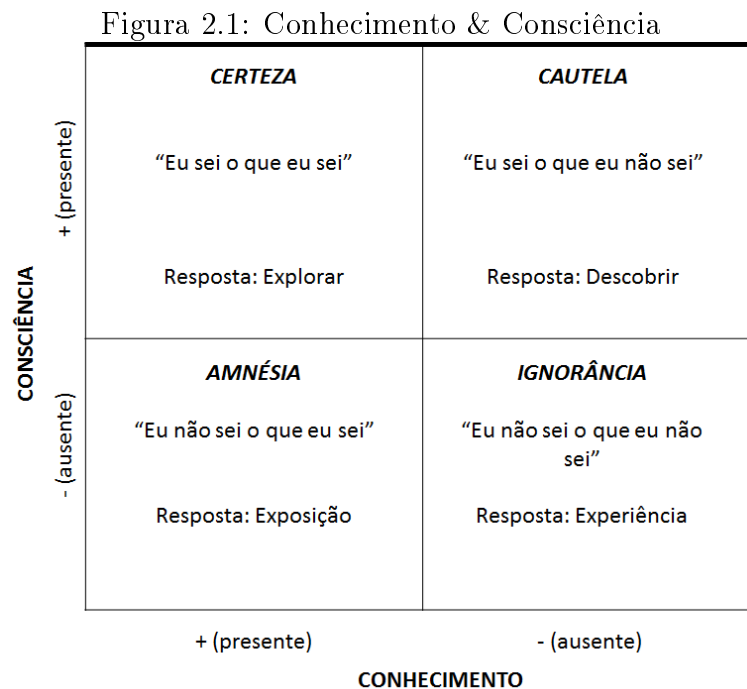 Figura 2.1: Conhecimento & Consciência
CERTEZA
CAUTELA
+ (presente)
“Eu sei o que eu sei”
“Eu sei o que eu não sei”
Resposta: Explorar
Resposta: Descobrir
CONSCIÊNCIA
AMNÉSIA
IGNORÂNCIA
- (ausente)
“Eu não sei o que eu sei”
“Eu não sei o que eu não
sei”
Resposta: Exposição
Resposta: Experiência
+ (presente)
- (ausente)
CONHECIMENTO